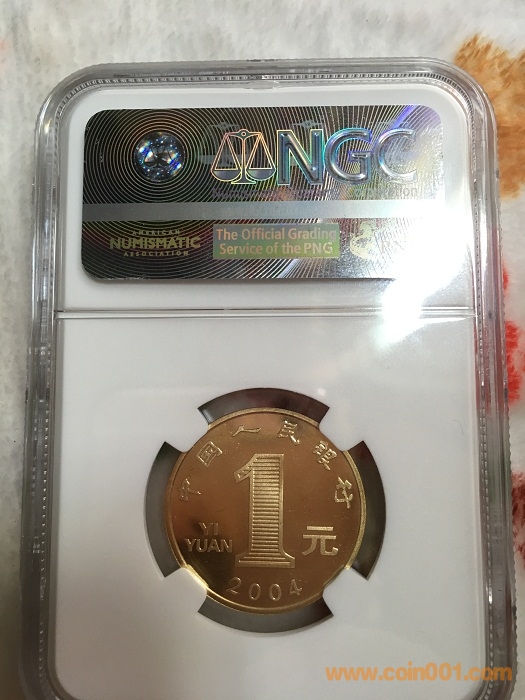 NGC
AMERICAN
NUMISMATIC
ASSOCIATION
The Official Grading
Service of the PNG
中国人民银行
1
YI
YUAN
元
2004
www.coin001.com